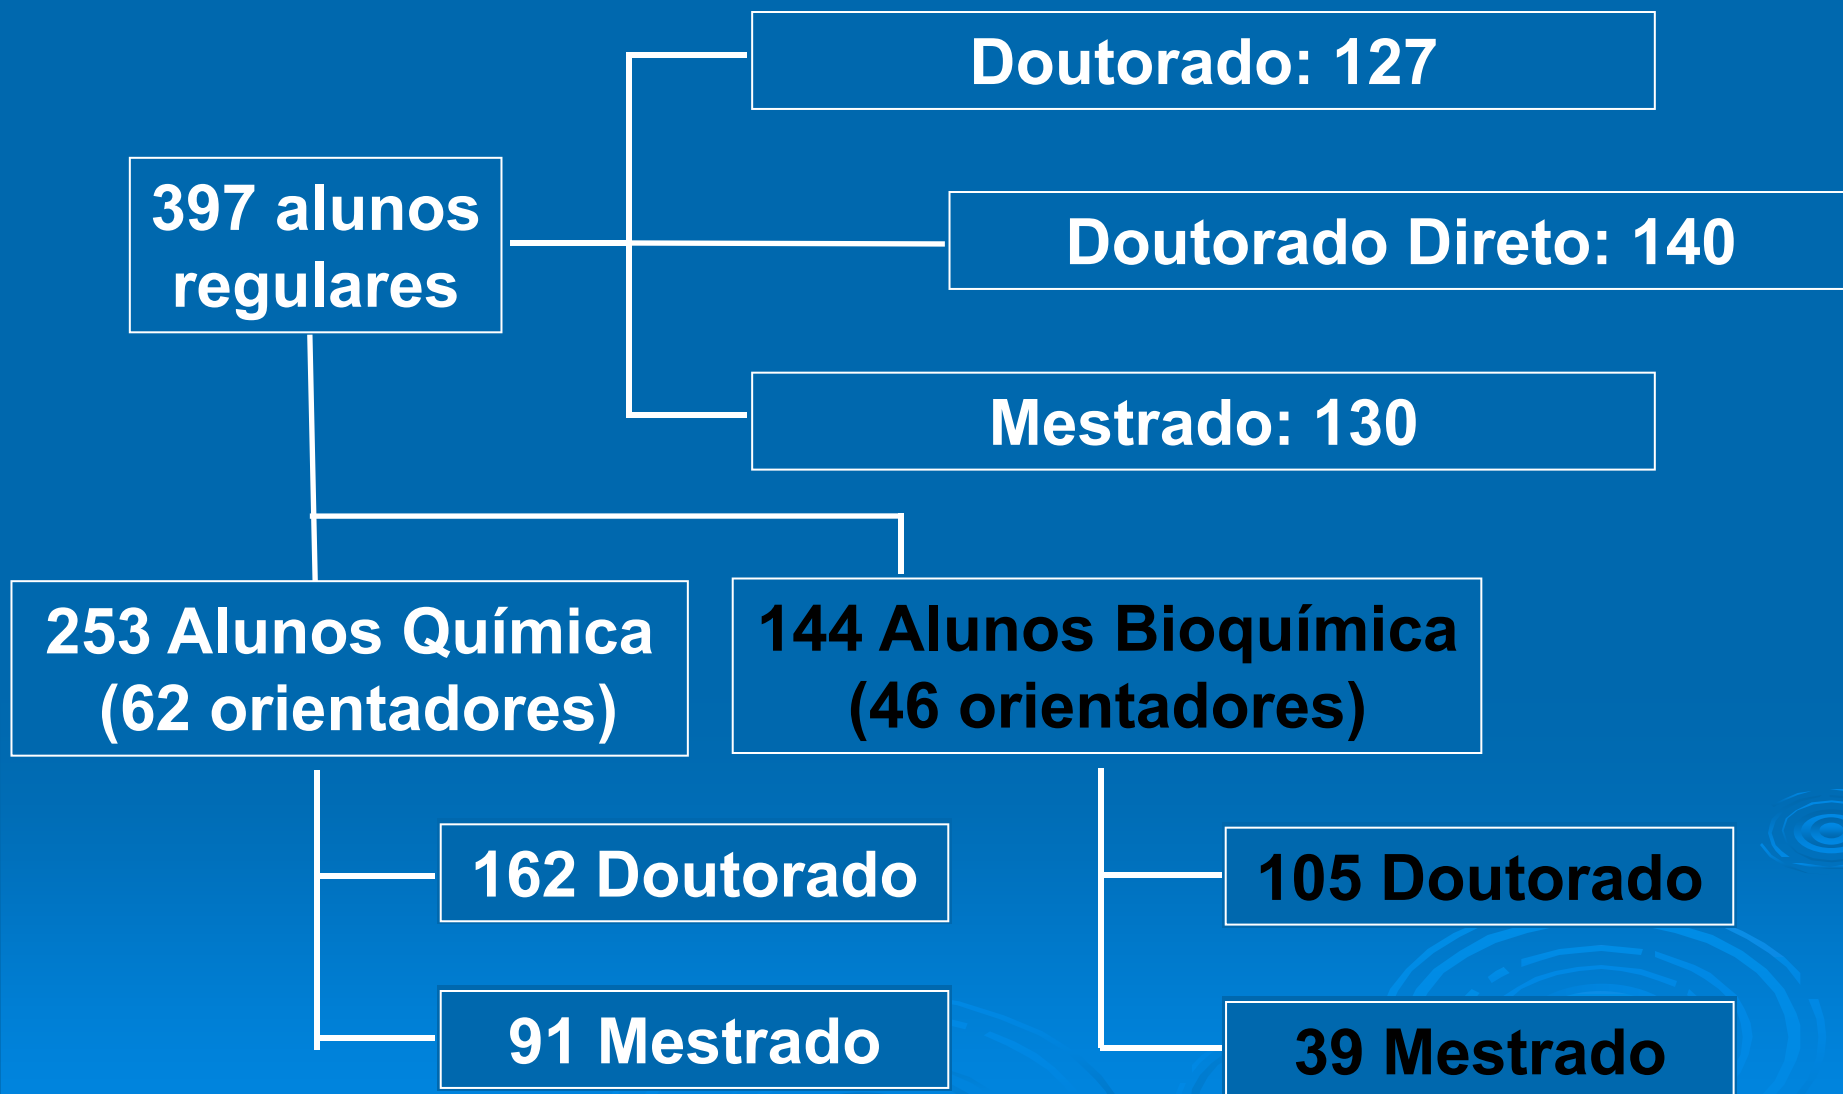 Doutorado: 127
397 alunos
regulares
Doutorado Direto: 140
Mestrado: 130
253 Alunos Química
(62 orientadores)
144 Alunos Bioquímica
(46 orientadores)
162 Doutorado
105 Doutorado
91 Mestrado
39 Mestrado